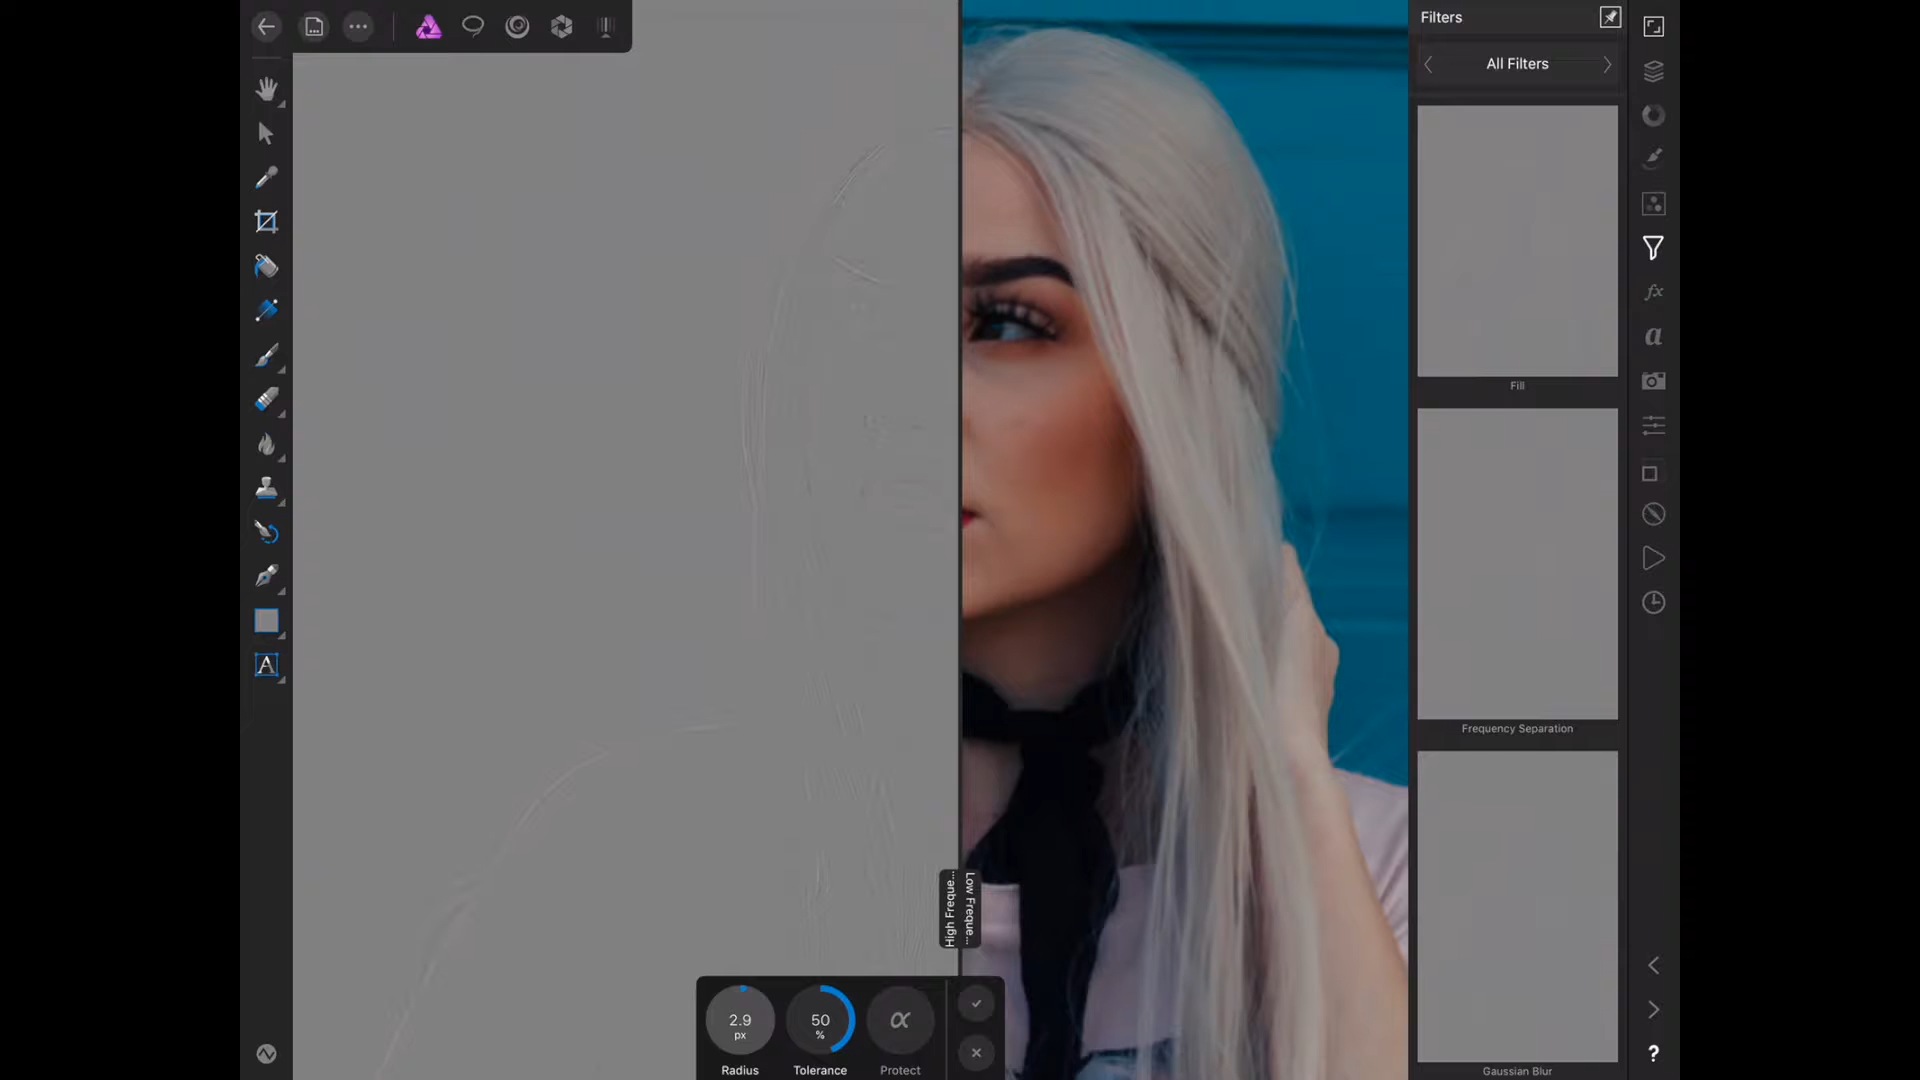 Filters
All Filters
Fill
Frequency Separation
Gaussian Blur
fx
a
A
High Freque...
Low Freque...
2.9
px
Radius
50
%
Tolerance
α
Protect
?